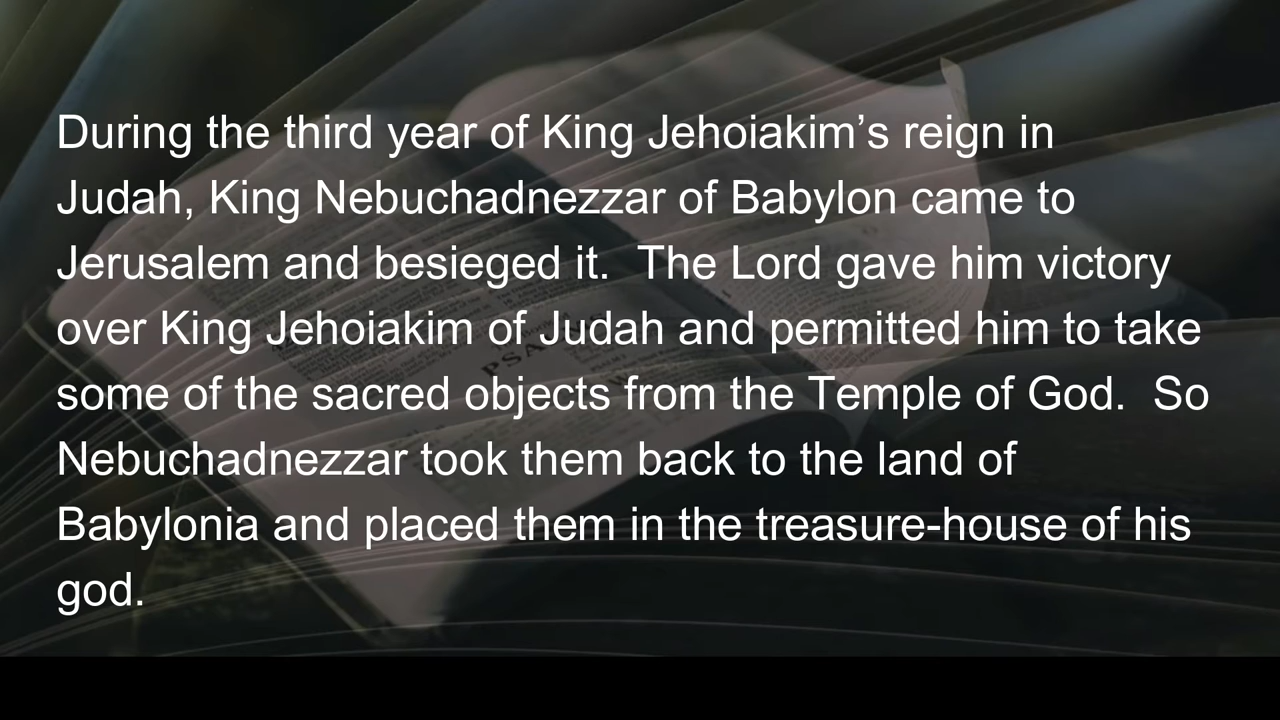 During the third year of King Jehoiakim’s reign in
Judah, King Nebuchadnezzar of Babylon came to
Jerusalem and besieged it.  The Lord gave him victory
over King Jehoiakim of Judah and permitted him to take
some of the sacred objects from the Temple of God.  So
Nebuchadnezzar took them back to the land of
Babylonia and placed them in the treasure-house of his
god.